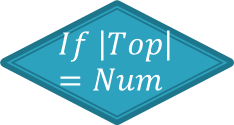 If |Top|
= Num